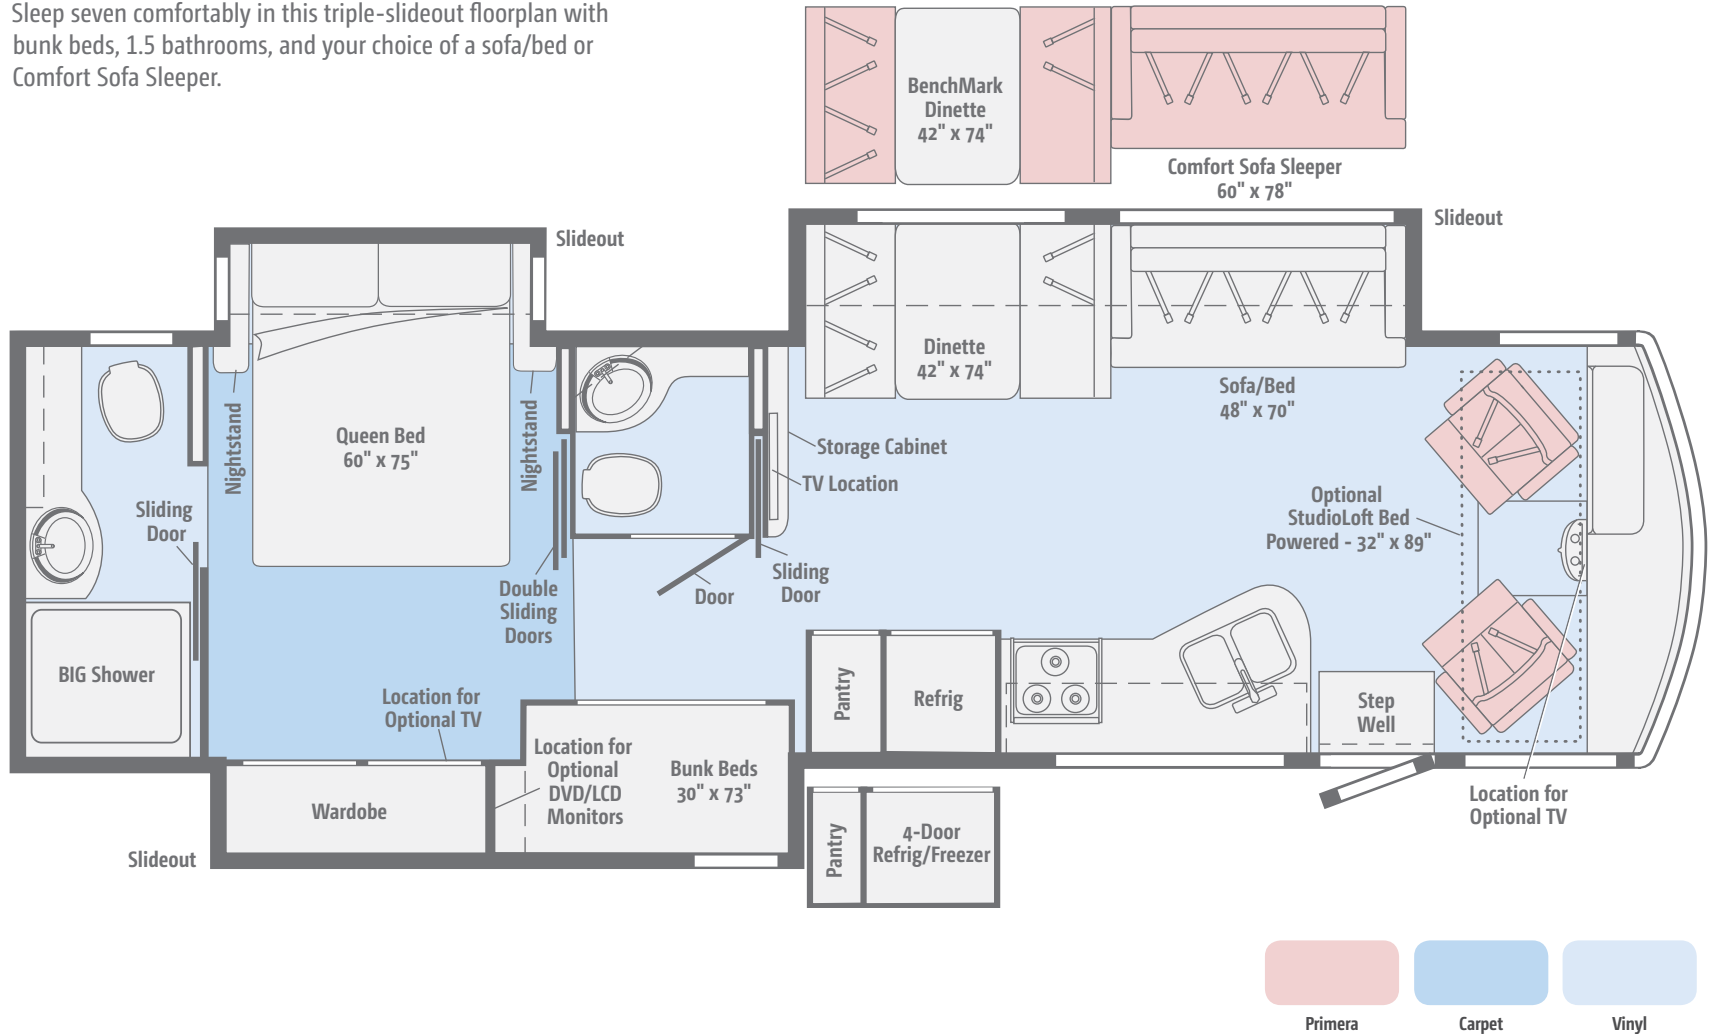 Sleep seven comfortably in this triple-slideout floorplan with
bunk beds, 1.5 bathrooms, and your choice of a sofa/bed or
Comfort Sofa Sleeper.
BenchMark
Dinette
42" x 74"
Comfort Sofa Sleeper
60" x 78"
Slideout
Slideout
Dinette
42" x 74"
Sofa/Bed
48" x 70"
Nightstand
Queen Bed
60" x 75"
Nightstand
Storage Cabinet
TV Location
Sliding
Door
Optional
StudioLoft Bed
Powered - 32" x 89"
Double
Sliding
Doors
Door
Sliding
Door
BIG Shower
Location for
Optional TV
Pantry
Refrig
Step
Well
Location for
Optional
DVD/LCD
Monitors
Bunk Beds
30" x 73"
Wardobe
Location for
Optional TV
Slideout
Pantry
4-Door
Refrig/Freezer
Primera
Carpet
Vinyl